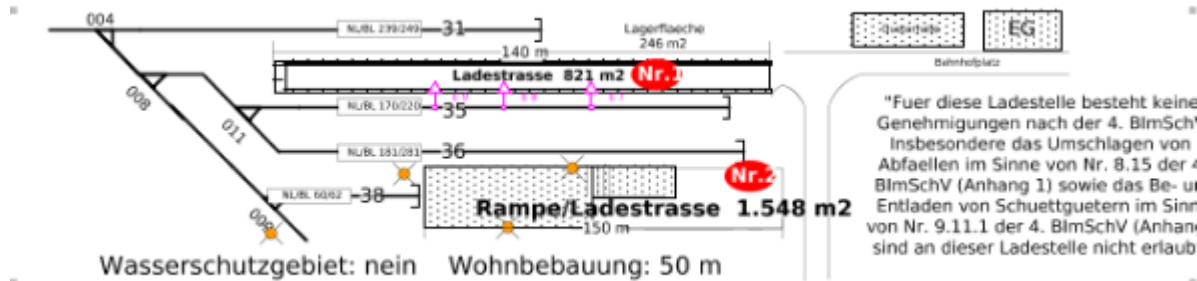 004
NL/BL 239/249
31
Lagerflaeche
246 m2
140 m
EG
Bahnhofplatz
Ladestrasse 821 m2
Nr.1
008
011
NL/BL 170/220
35
NL/BL 181/281
36
Nr.2
NL/BL 60/62
38
Rampe/Ladestrasse 1.548 m2
150 m
Wasserschutzgebiet: nein Wohnbebauung: 50 m
"Fuer diese Ladestelle besteht keine
Genehmigungen nach der 4. BImSchV
Insbesondere das Umschlagen von
Abfaellen im Sinne von Nr. 8.15 der 4
BImSchV (Anhang 1) sowie das Be- un
Entladen von Schuettguetern im Sinn
von Nr. 9.11.1 der 4. BImSchV (Anhang
sind an dieser Ladestelle nicht erlaub